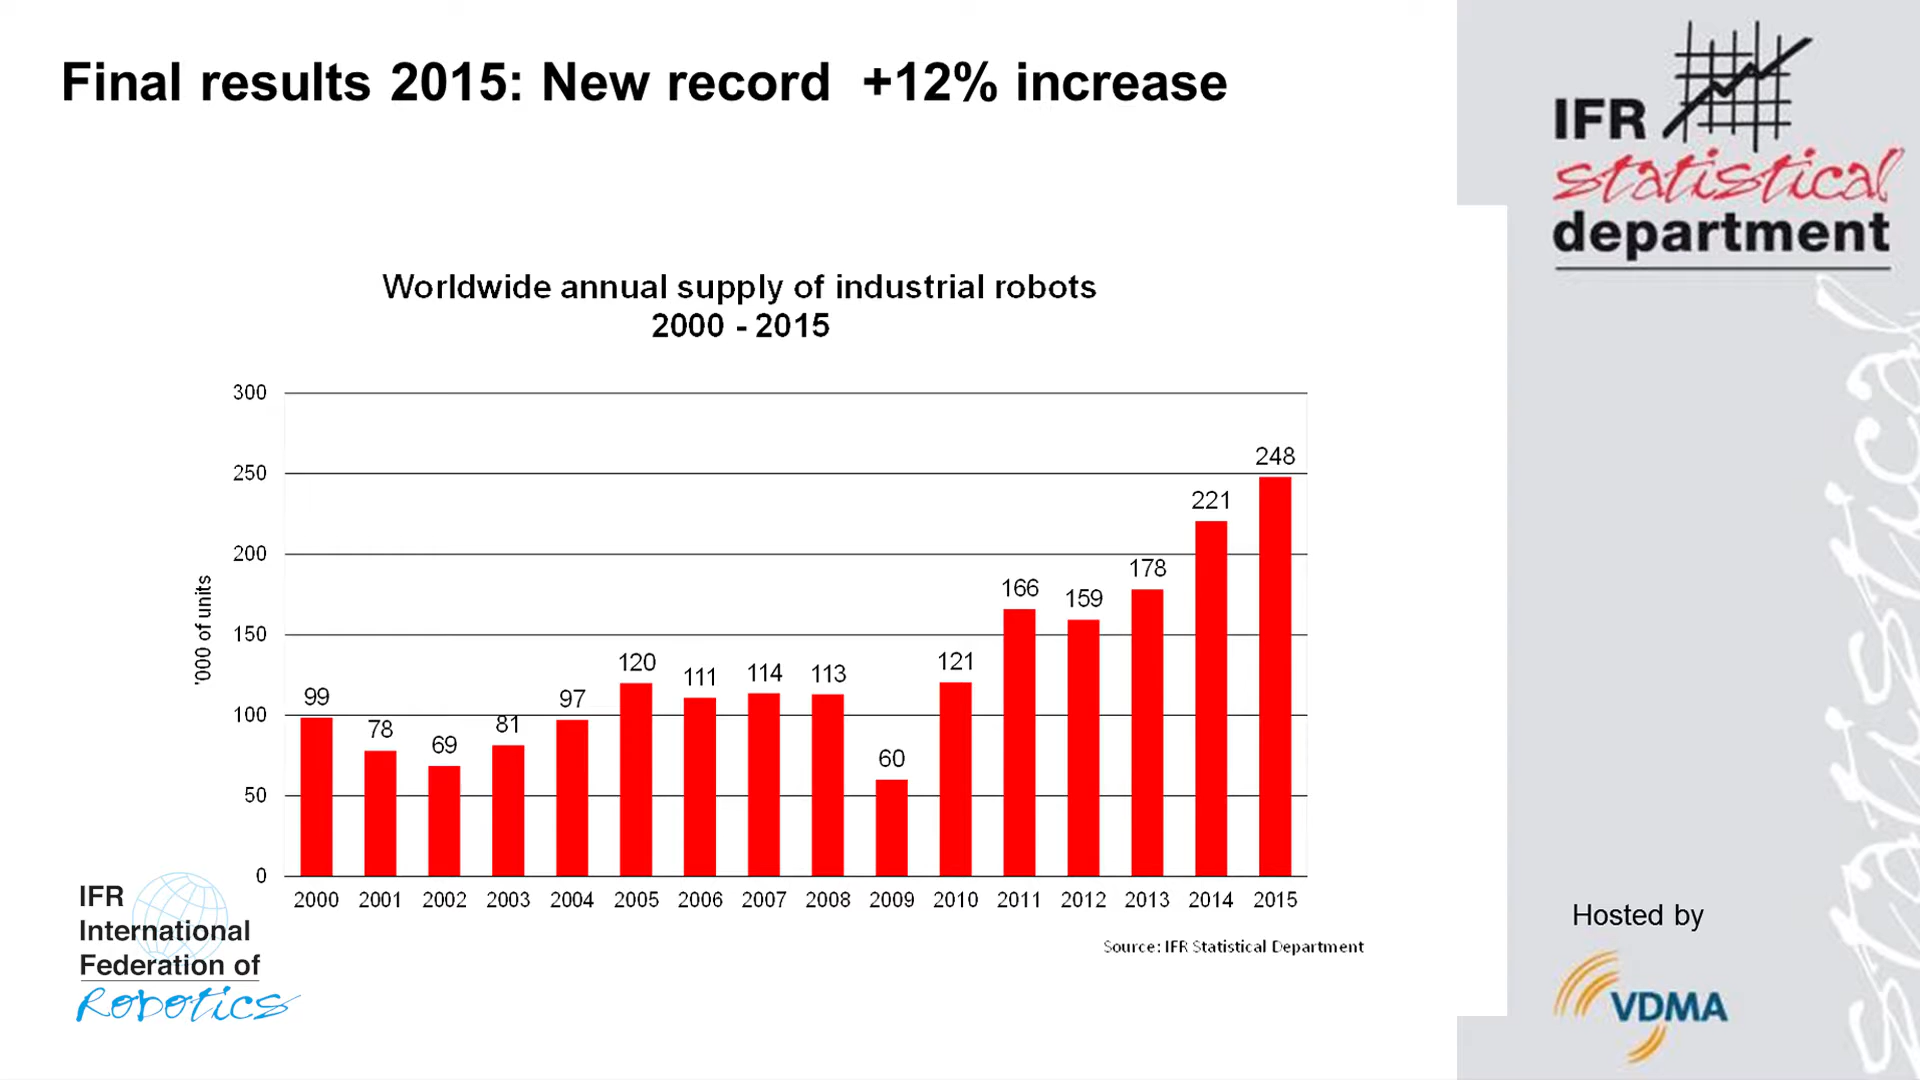 Final results 2015: New record +12% increase
IFR
statistical
department
Worldwide annual supply of industrial robots
2000 - 2015
'000 of units
300
250
200
150
100
50
0
99
78
69
81
97
120
111
114
113
60
121
166
159
178
221
248
2000 2001 2002 2003 2004 2005 2006 2007 2008 2009 2010 2011 2012 2013 2014 2015
Source: IFR Statistical Department
IFR
International
Federation of
Robotics
Hosted by
VDMA
statistical